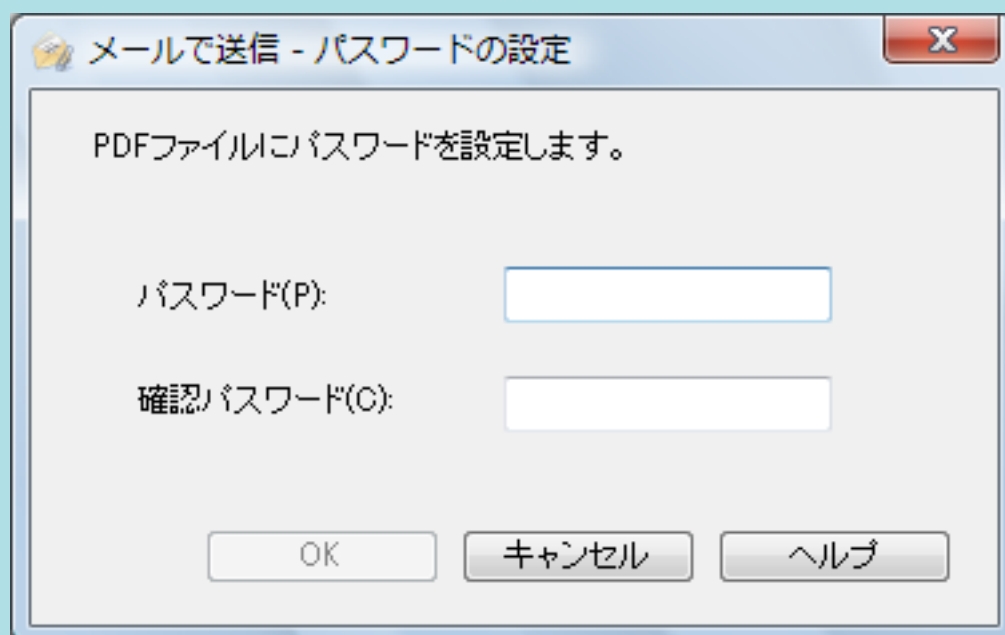 メールで送信 - パスワードの設定
PDFファイルにパスワードを設定します。
パスワード(P):
確認パスワード(C):
OK キャンセル ヘルプ